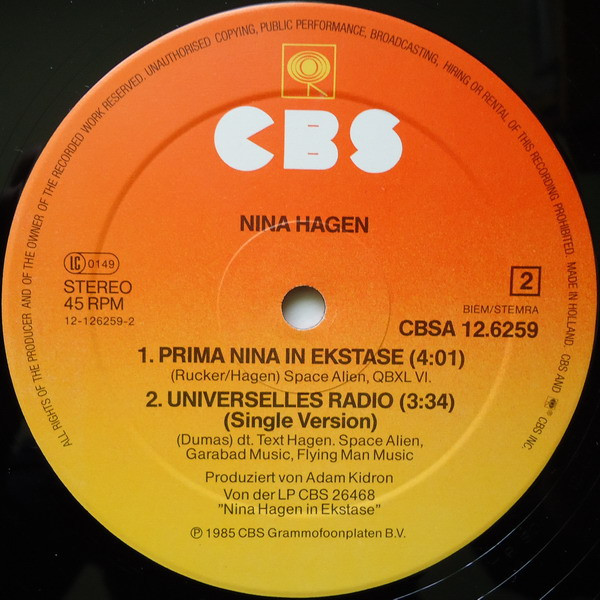 ALL RIGHTS OF THE PRODUCER AND OF THE OWNER OF THE RECORDED WORK RESERVED. UNAUTHORISED COPYING, PUBLIC PERFORMANCE, BROADCASTING, HIRING OR RENTAL OF THIS RECORDING PROHIBITED. MADE IN HOLLAND. CBS AND ® CBS INC.
CBS
NINA HAGEN
LC 0149
STEREO
45 RPM
12-126259-2
2
BIEM/STEMRA
CBSA 12.6259
1. PRIMA NINA IN EKSTASE (4:01)
(Rucker/Hagen) Space Alien, QBXL VI.
2. UNIVERSELLES RADIO (3:34)
(Single Version)
(Dumas) dt. Text Hagen. Space Alien,
Garabad Music, Flying Man Music
Produziert von Adam Kidron
Von der LP CBS 26468
"Nina Hagen in Ekstase"
℗ 1985 CBS Grammofoonplaten B.V.